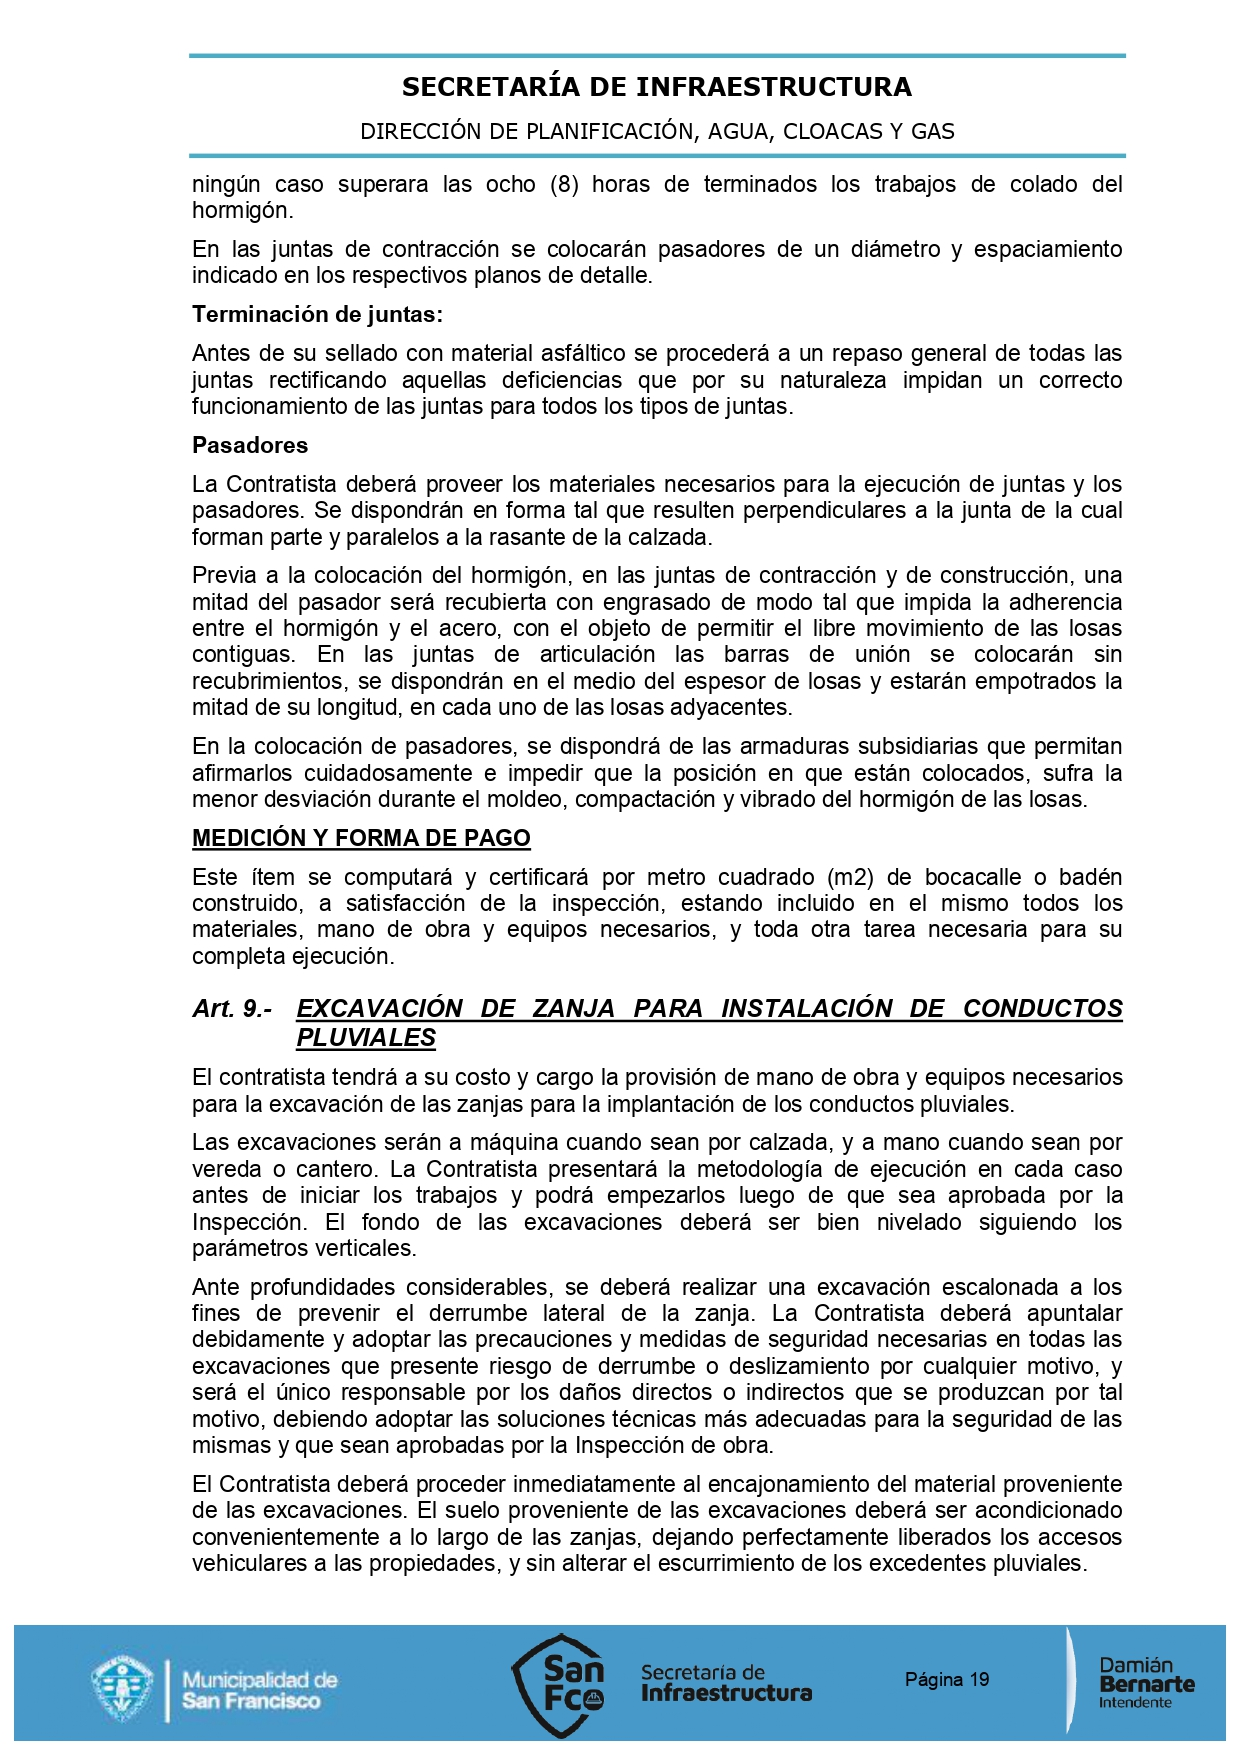 SECRETARÍA DE INFRAESTRUCTURA
DIRECCIÓN DE PLANIFICACIÓN, AGUA, CLOACAS Y GAS
ningún caso superara las ocho (8) horas de terminados los trabajos de colado del
hormigón.
En las juntas de contracción se colocarán pasadores de un diámetro y espaciamiento
indicado en los respectivos planos de detalle.
Terminación de juntas:
Antes de su sellado con material asfáltico se procederá a un repaso general de todas las
juntas rectificando aquellas deficiencias que por su naturaleza impidan un correcto
funcionamiento de las juntas para todos los tipos de juntas.
Pasadores
La Contratista deberá proveer los materiales necesarios para la ejecución de juntas y los
pasadores. Se dispondrán en forma tal que resulten perpendiculares a la junta de la cual
forman parte y paralelos a la rasante de la calzada.
Previa a la colocación del hormigón, en las juntas de contracción y de construcción, una
mitad del pasador será recubierta con engrasado de modo tal que impida la adherencia
entre el hormigón y el acero, con el objeto de permitir el libre movimiento de las losas
contiguas. En las juntas de articulación las barras de unión se colocarán sin
recubrimientos, se dispondrán en el medio del espesor de losas y estarán empotrados la
mitad de su longitud, en cada uno de las losas adyacentes.
En la colocación de pasadores, se dispondrá de las armaduras subsidiarias que permitan
afirmarlos cuidadosamente e impedir que la posición en que están colocados, sufra la
menor desviación durante el moldeo, compactación y vibrado del hormigón de las losas.
MEDICIÓN Y FORMA DE PAGO
Este ítem se computará y certificará por metro cuadrado (m2) de bocacalle o badén
construido, a satisfacción de la inspección, estando incluido en el mismo todos los
materiales, mano de obra y equipos necesarios, y toda otra tarea necesaria para su
completa ejecución.
Art. 9.- EXCAVACIÓN DE ZANJA PARA INSTALACIÓN DE CONDUCTOS
PLUVIALES
El contratista tendrá a su costo y cargo la provisión de mano de obra y equipos necesarios
para la excavación de las zanjas para la implantación de los conductos pluviales.
Las excavaciones serán a máquina cuando sean por calzada, y a mano cuando sean por
vereda o cantero. La Contratista presentará la metodología de ejecución en cada caso
antes de iniciar los trabajos y podrá empezarlos luego de que sea aprobada por la
Inspección. El fondo de las excavaciones deberá ser bien nivelado siguiendo los
parámetros verticales.
Ante profundidades considerables, se deberá realizar una excavación escalonada a los
fines de prevenir el derrumbe lateral de la zanja. La Contratista deberá apuntalar
debidamente y adoptar las precauciones y medidas de seguridad necesarias en todas las
excavaciones que presente riesgo de derrumbe o deslizamiento por cualquier motivo, y
será el único responsable por los daños directos o indirectos que se produzcan por tal
motivo, debiendo adoptar las soluciones técnicas más adecuadas para la seguridad de las
mismas y que sean aprobadas por la Inspección de obra.
El Contratista deberá proceder inmediatamente al encajonamiento del material proveniente
de las excavaciones. El suelo proveniente de las excavaciones deberá ser acondicionado
convenientemente a lo largo de las zanjas, dejando perfectamente liberados los accesos
vehiculares a las propiedades, y sin alterar el escurrimiento de los excedentes pluviales.
Municipalidad de
San Francisco
San
Fco
Secretaría de
Infraestructura
Página 19
Damián
Bernarte
Intendente